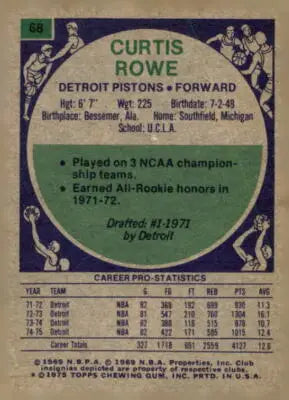 68
CURTIS
ROWE
DETROIT PISTONS • FORWARD
Hgt: 6' 7" Wgt: 225 Birthdate: 7-2-49
Birthplace: Bessemer, Ala. Home: Southfield, Michigan
School: U.C.L.A.
• Played on 3 NCAA champion-
ship teams.
• Earned All-Rookie honors in
1971-72.
Drafted: #1-1971
by Detroit
CAREER PRO-STATISTICS
YEAR TEAM G FG FT REB. PTS. AVG.
71-72 Detroit NBA 82 369 192 699 930 11.3
72-73 Detroit NBA 81 547 210 760 1304 16.1
73-74 Detroit NBA 82 380 118 515 878 10.7
74-75 Detroit NBA 82 422 171 585 1015 12.4
Career Totals 327 1718 691 2559 4127 12.6
© 1969 N.B.P.A. © 1969 N.B.A. Properties, Inc. Club
insignias depicted are property of respective clubs.
© 1975 TOPPS CHEWING GUM, INC. PRTD. IN U.S.A.